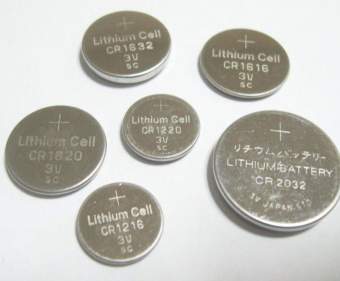 +
Lithium Cell
CR1632
3V
SC
+
Lithium Cell
CR1616
3V
SC
+
Lithium Cell
CR1620
3V
SC
+
Lithium Cell
CR1220
3V
SC
+
リチウムバッテリー
LITHIUM BATTERY
CR 2032
3V JAPAN
+
Lithium Cell
CR1216
3V
SC